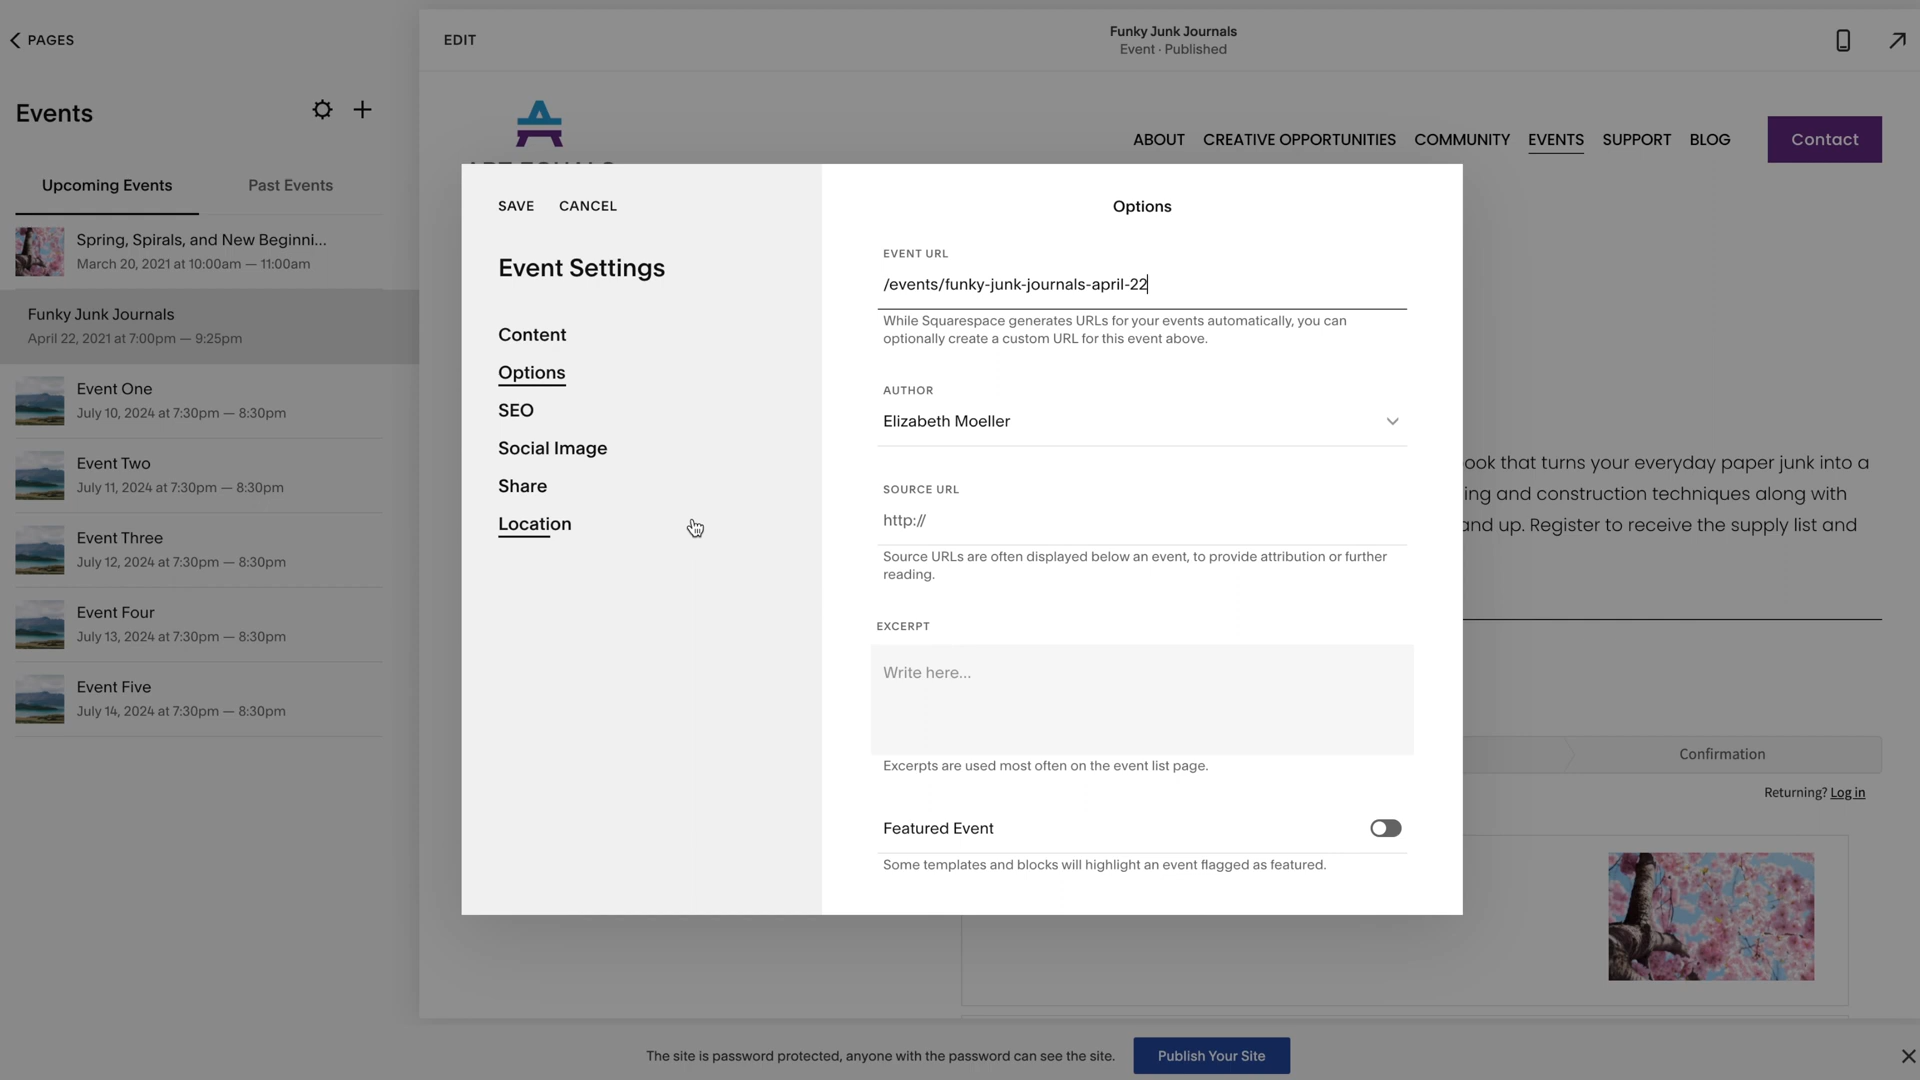 PAGES
EDIT
Funky Junk Journals
Event · Published
Events
Upcoming Events
Past Events
Spring, Spirals, and New Beginni...
March 20, 2021 at 10:00am — 11:00am
Funky Junk Journals
April 22, 2021 at 7:00pm — 9:25pm
Event One
July 10, 2024 at 7:30pm — 8:30pm
Event Two
July 11, 2024 at 7:30pm — 8:30pm
Event Three
July 12, 2024 at 7:30pm — 8:30pm
Event Four
July 13, 2024 at 7:30pm — 8:30pm
Event Five
July 14, 2024 at 7:30pm — 8:30pm
ABOUT CREATIVE OPPORTUNITIES COMMUNITY EVENTS SUPPORT BLOG Contact
SAVE CANCEL
Event Settings
Content
Options
SEO
Social Image
Share
Location
Options
EVENT URL
/events/funky-junk-journals-april-22
While Squarespace generates URLs for your events automatically, you can
optionally create a custom URL for this event above.
AUTHOR
Elizabeth Moeller
SOURCE URL
http://
Source URLs are often displayed below an event, to provide attribution or further
reading.
EXCERPT
Write here...
Excerpts are used most often on the event list page.
Featured Event
Some templates and blocks will highlight an event flagged as featured.
that turns your everyday paper junk into a
and construction techniques along with
up. Register to receive the supply list and
Confirmation
Returning? Log in
The site is password protected, anyone with the password can see the site.
Publish Your Site